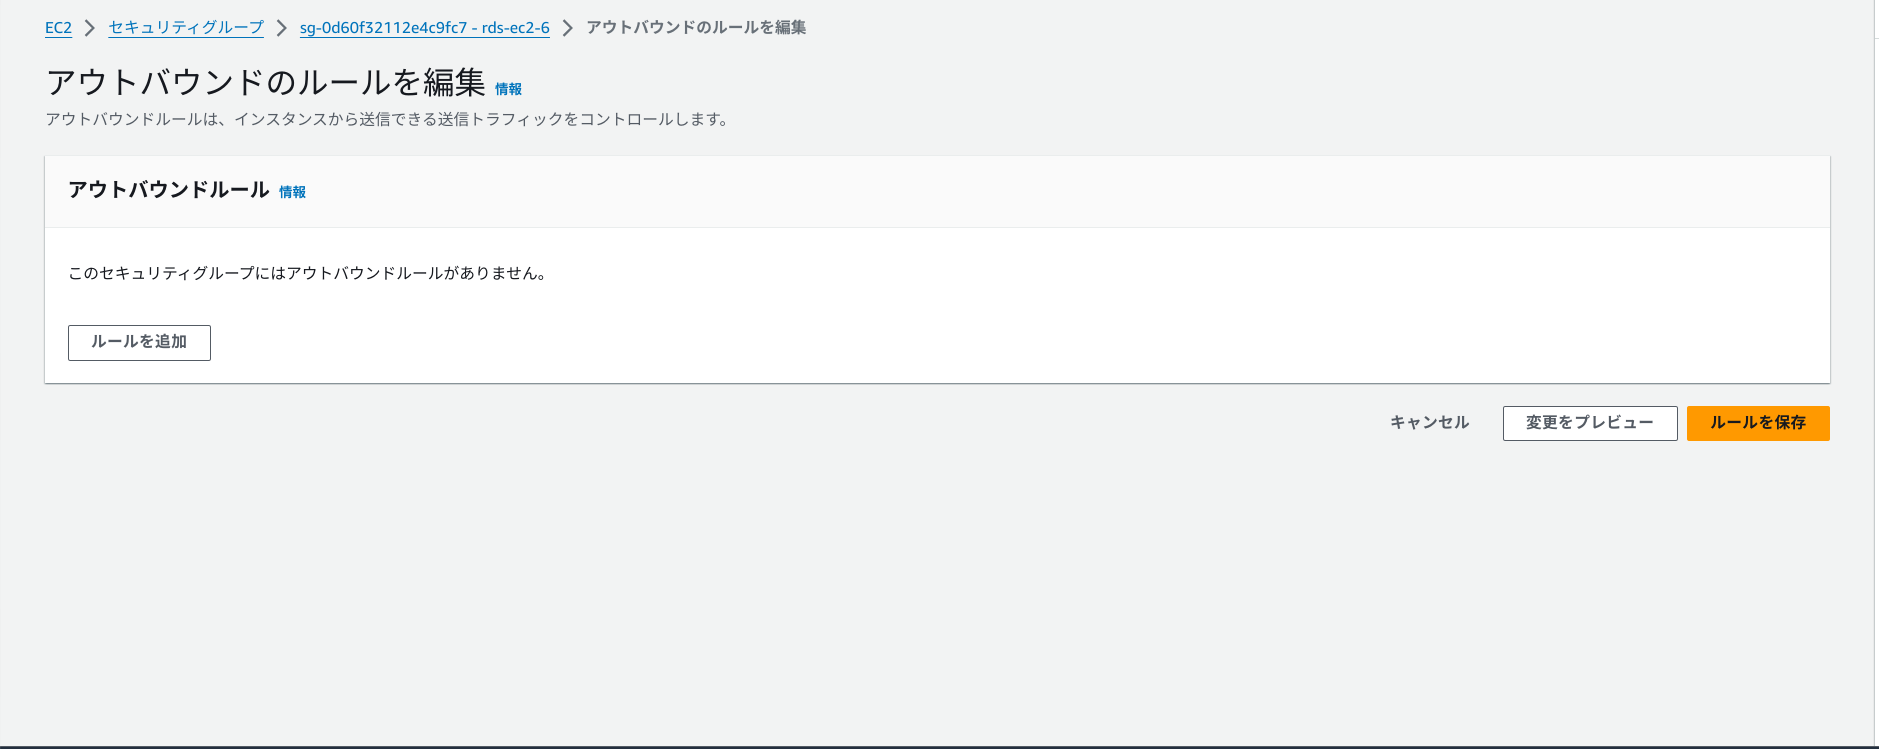 EC2 > セキュリティグループ > sg-0d60f32112e4c9fc7 - rds-ec2-6 > アウトバウンドのルールを編集
アウトバウンドのルールを編集 情報
アウトバウンドルールは、インスタンスから送信できる送信トラフィックをコントロールします。
アウトバウンドルール 情報
このセキュリティグループにはアウトバウンドルールがありません。
ルールを追加
キャンセル 変更をプレビュー ルールを保存